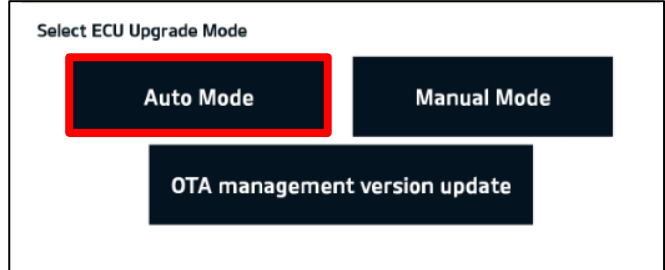 Select ECU Upgrade Mode
Auto Mode
Manual Mode
OTA management version update